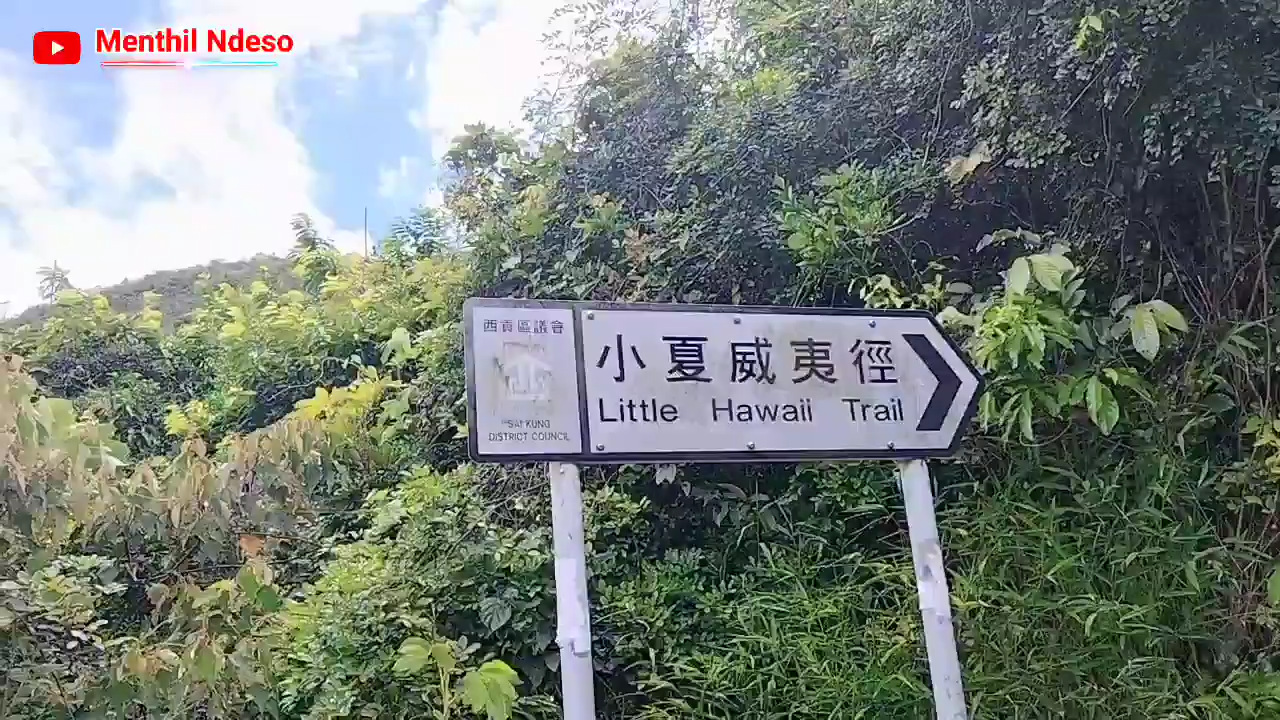 Menthil Ndeso
西貢區議會
SAI KUNG
DISTRICT COUNCIL
小夏威夷徑
Little Hawaii Trail